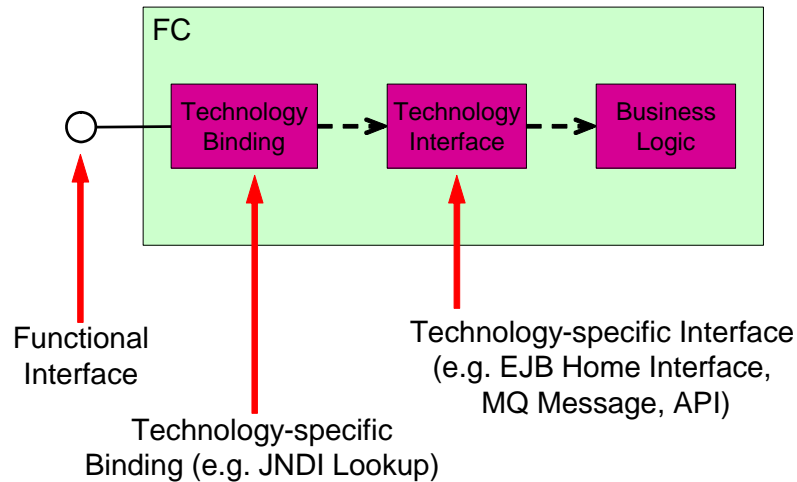 FC
Technology
Binding
Technology
Interface
Business
Logic
Functional
Interface
Technology-specific Interface
(e.g. EJB Home Interface,
MQ Message, API)
Technology-specific
Binding (e.g. JNDI Lookup)